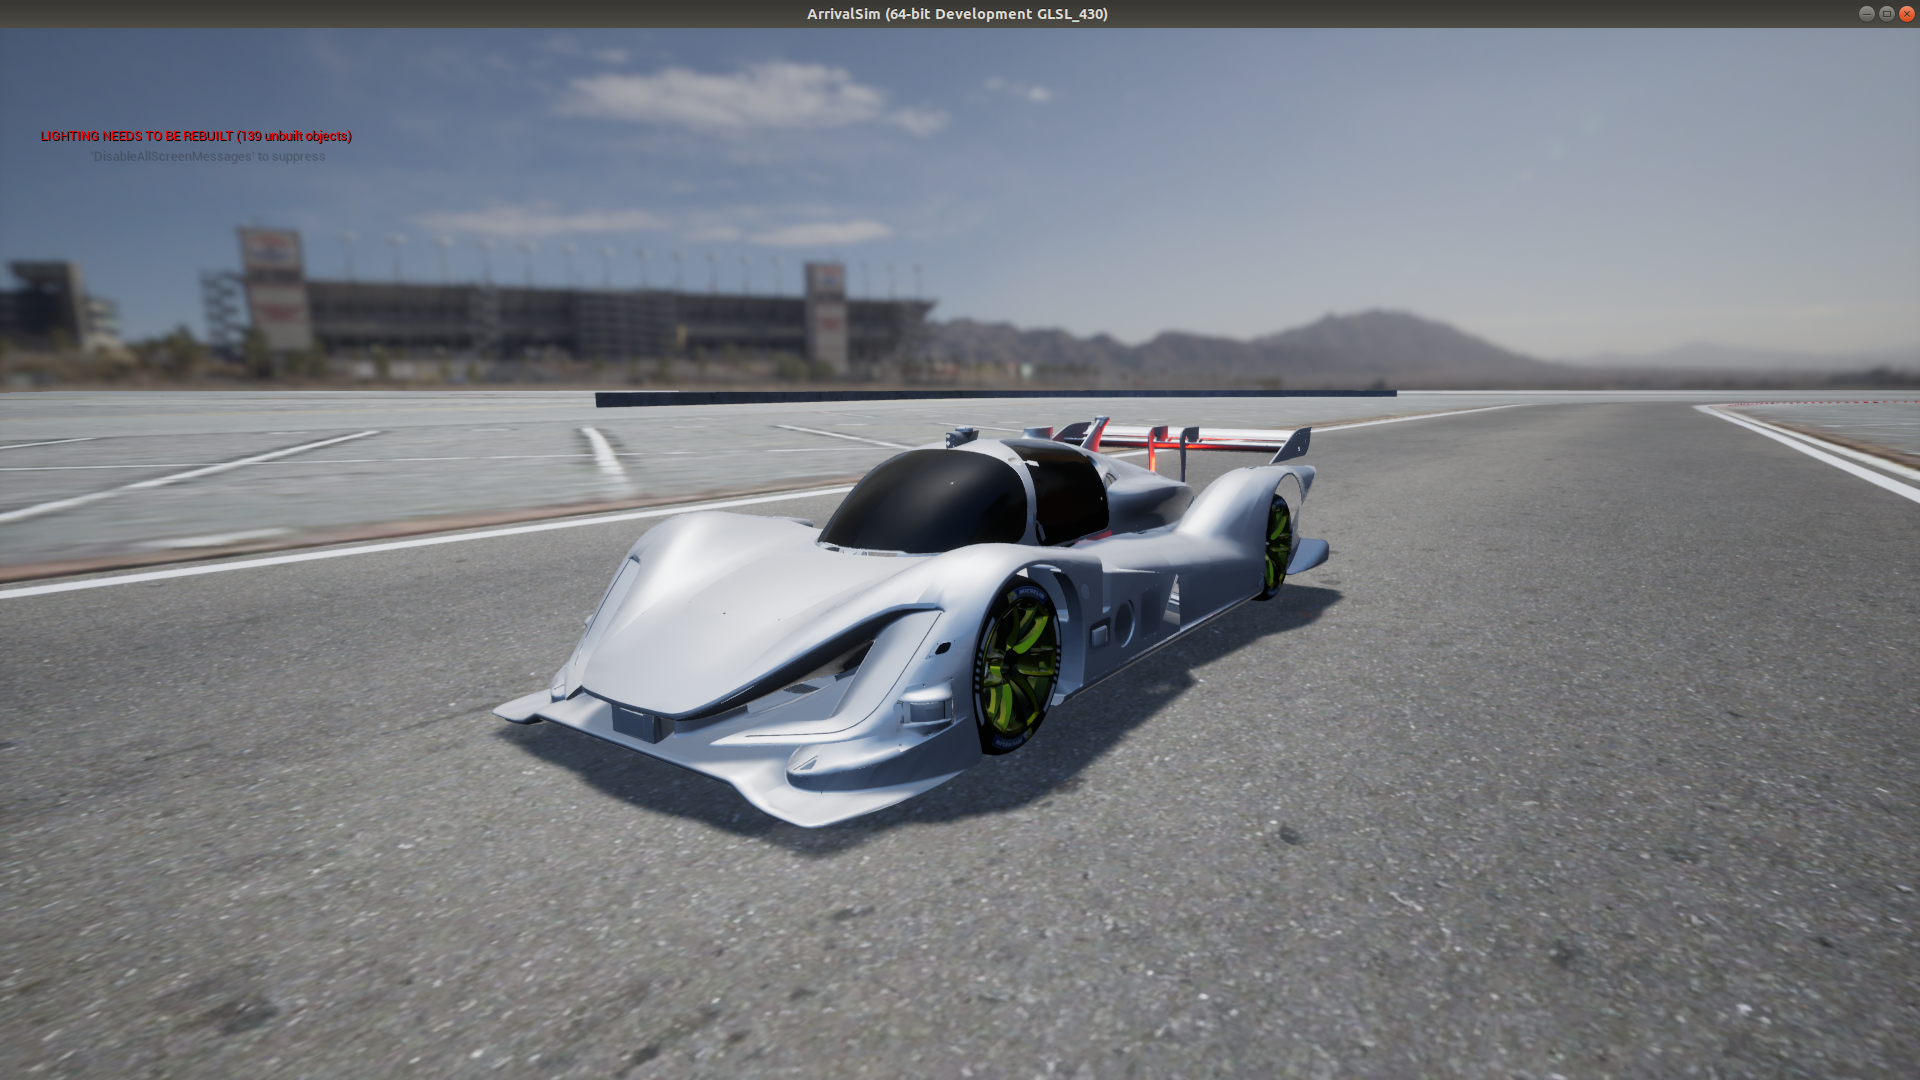 ArrivalSim (64-bit Development GLSL_430)
LIGHTING NEEDS TO BE REBUILT (139 unbuilt objects)
'DisableAllScreenMessages' to suppress